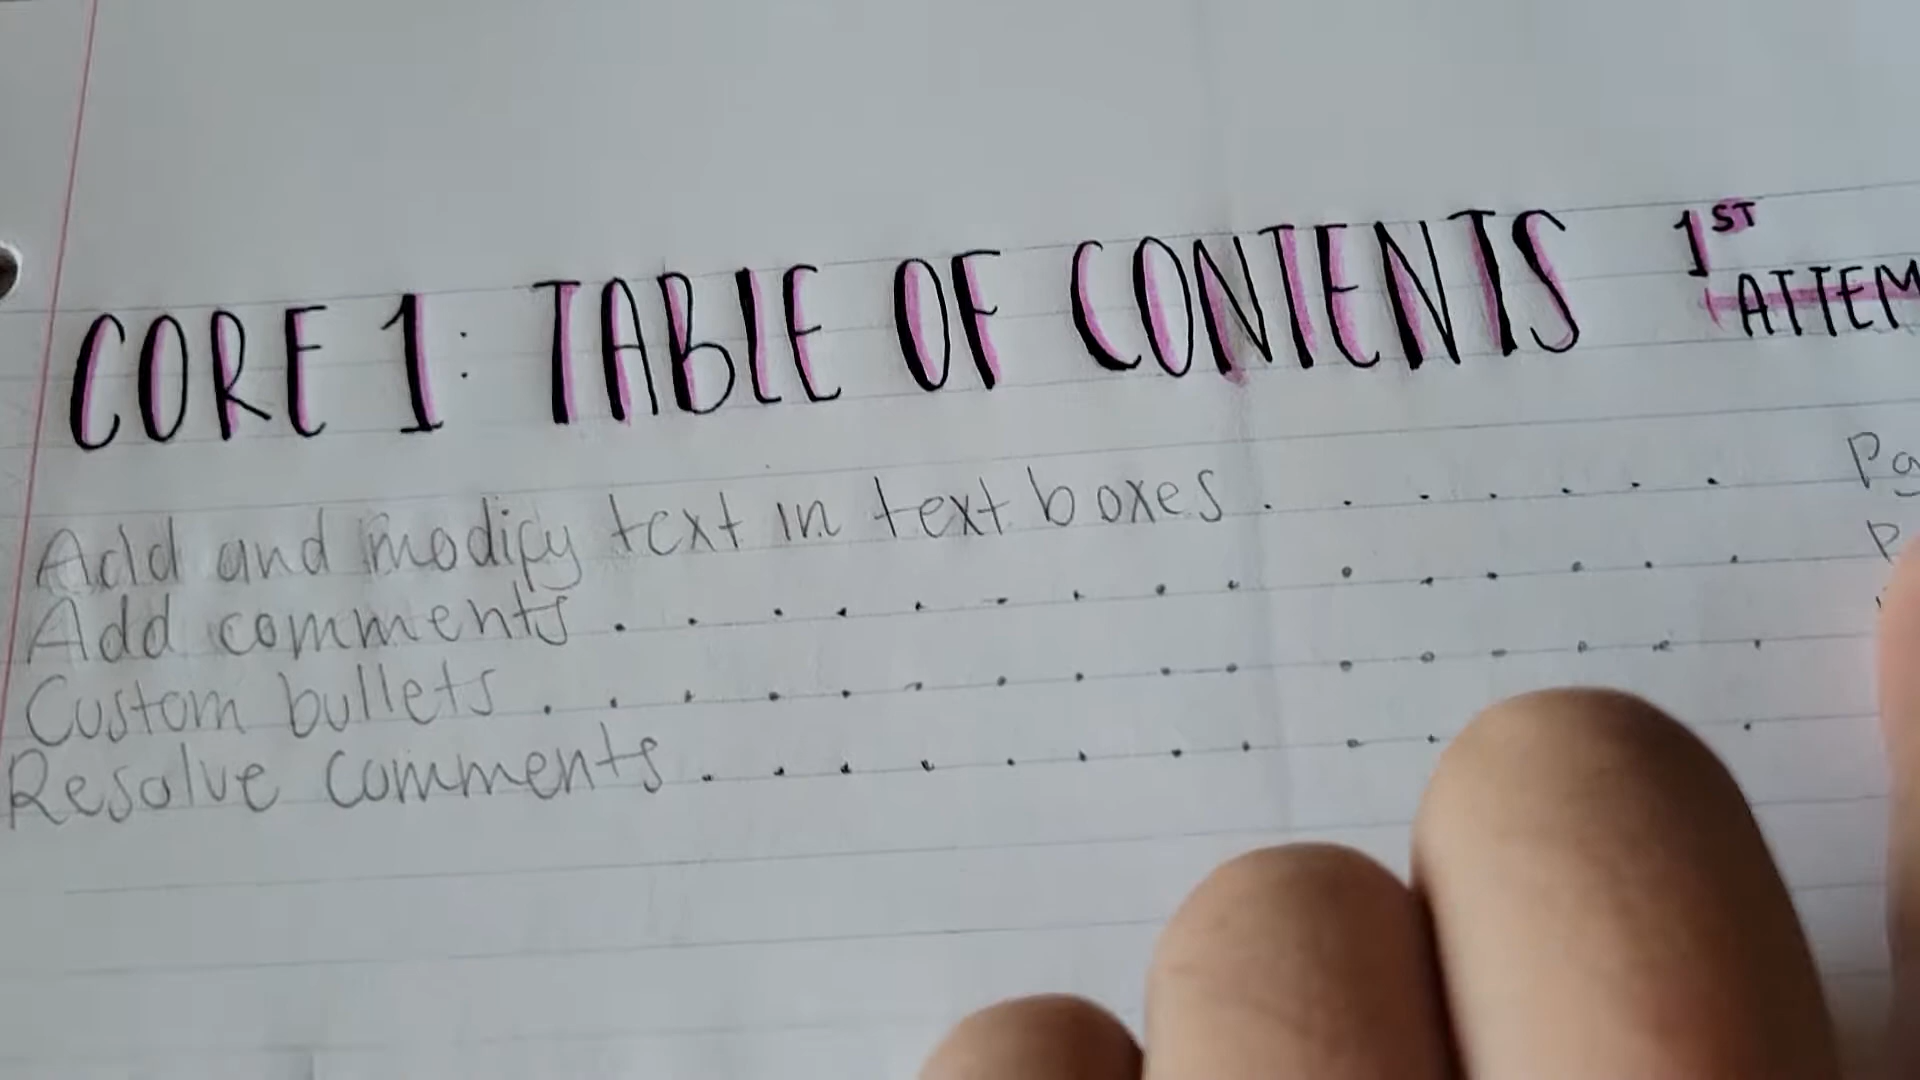 CORE 1: TABLE OF CONTENTS 1ST
ATTEM
Add and modify text in text boxes . . . . . . . Pg
Add comments . . . . . . . . . . . . . . . P
Custom bullets . . . . . . . . . . . . . . . .
Resolve comments . . . . . . . . . . .